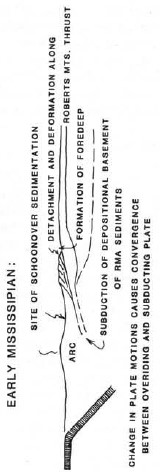 EARLY MISSISSIPIAN:
SITE OF SCHOONOVER SEDIMENTATION
DETACHMENT AND DEFORMATION ALONG
ROBERTS MTS. THRUST
FORMATION OF FOREDEEP
ARC
SUBDUCTION OF DEPOSITIONAL BASEMENT
OF RMA SEDIMENTS
CHANGE IN PLATE MOTIONS CAUSES CONVERGENCE
BETWEEN OVERIDING AND SUBDUCTING PLATE